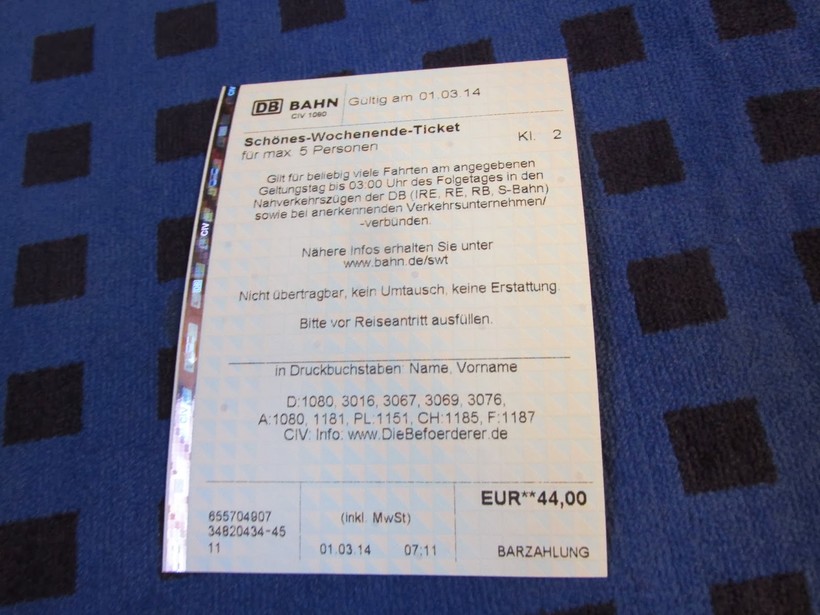 DB BAHN Gültig am 01.03.14
CIV 1080
Schönes-Wochenende-Ticket Kl. 2
für max. 5 Personen
Gilt für beliebig viele Fahrten am angegebenen
Geltungstag bis 03:00 Uhr des Folgetages in den
Nahverkehrszügen der DB (IRE, RE, RB, S-Bahn)
sowie bei anerkennenden Verkehrsunternehmen/
-verbünden.
Nähere Infos erhalten Sie unter
www.bahn.de/swt
Nicht übertragbar, kein Umtausch, keine Erstattung.
Bitte vor Reiseantritt ausfüllen.
in Druckbuchstaben: Name, Vorname
D:1080, 3016, 3067, 3069, 3076,
A:1080, 1181, PL:1151, CH:1185, F:1187
CIV: Info: www.DieBefoerderer.de
EUR**44,00
655704907 (inkl. MwSt)
34820434-45
11 01.03.14 07:11 BARZAHLUNG
CIV
CIV